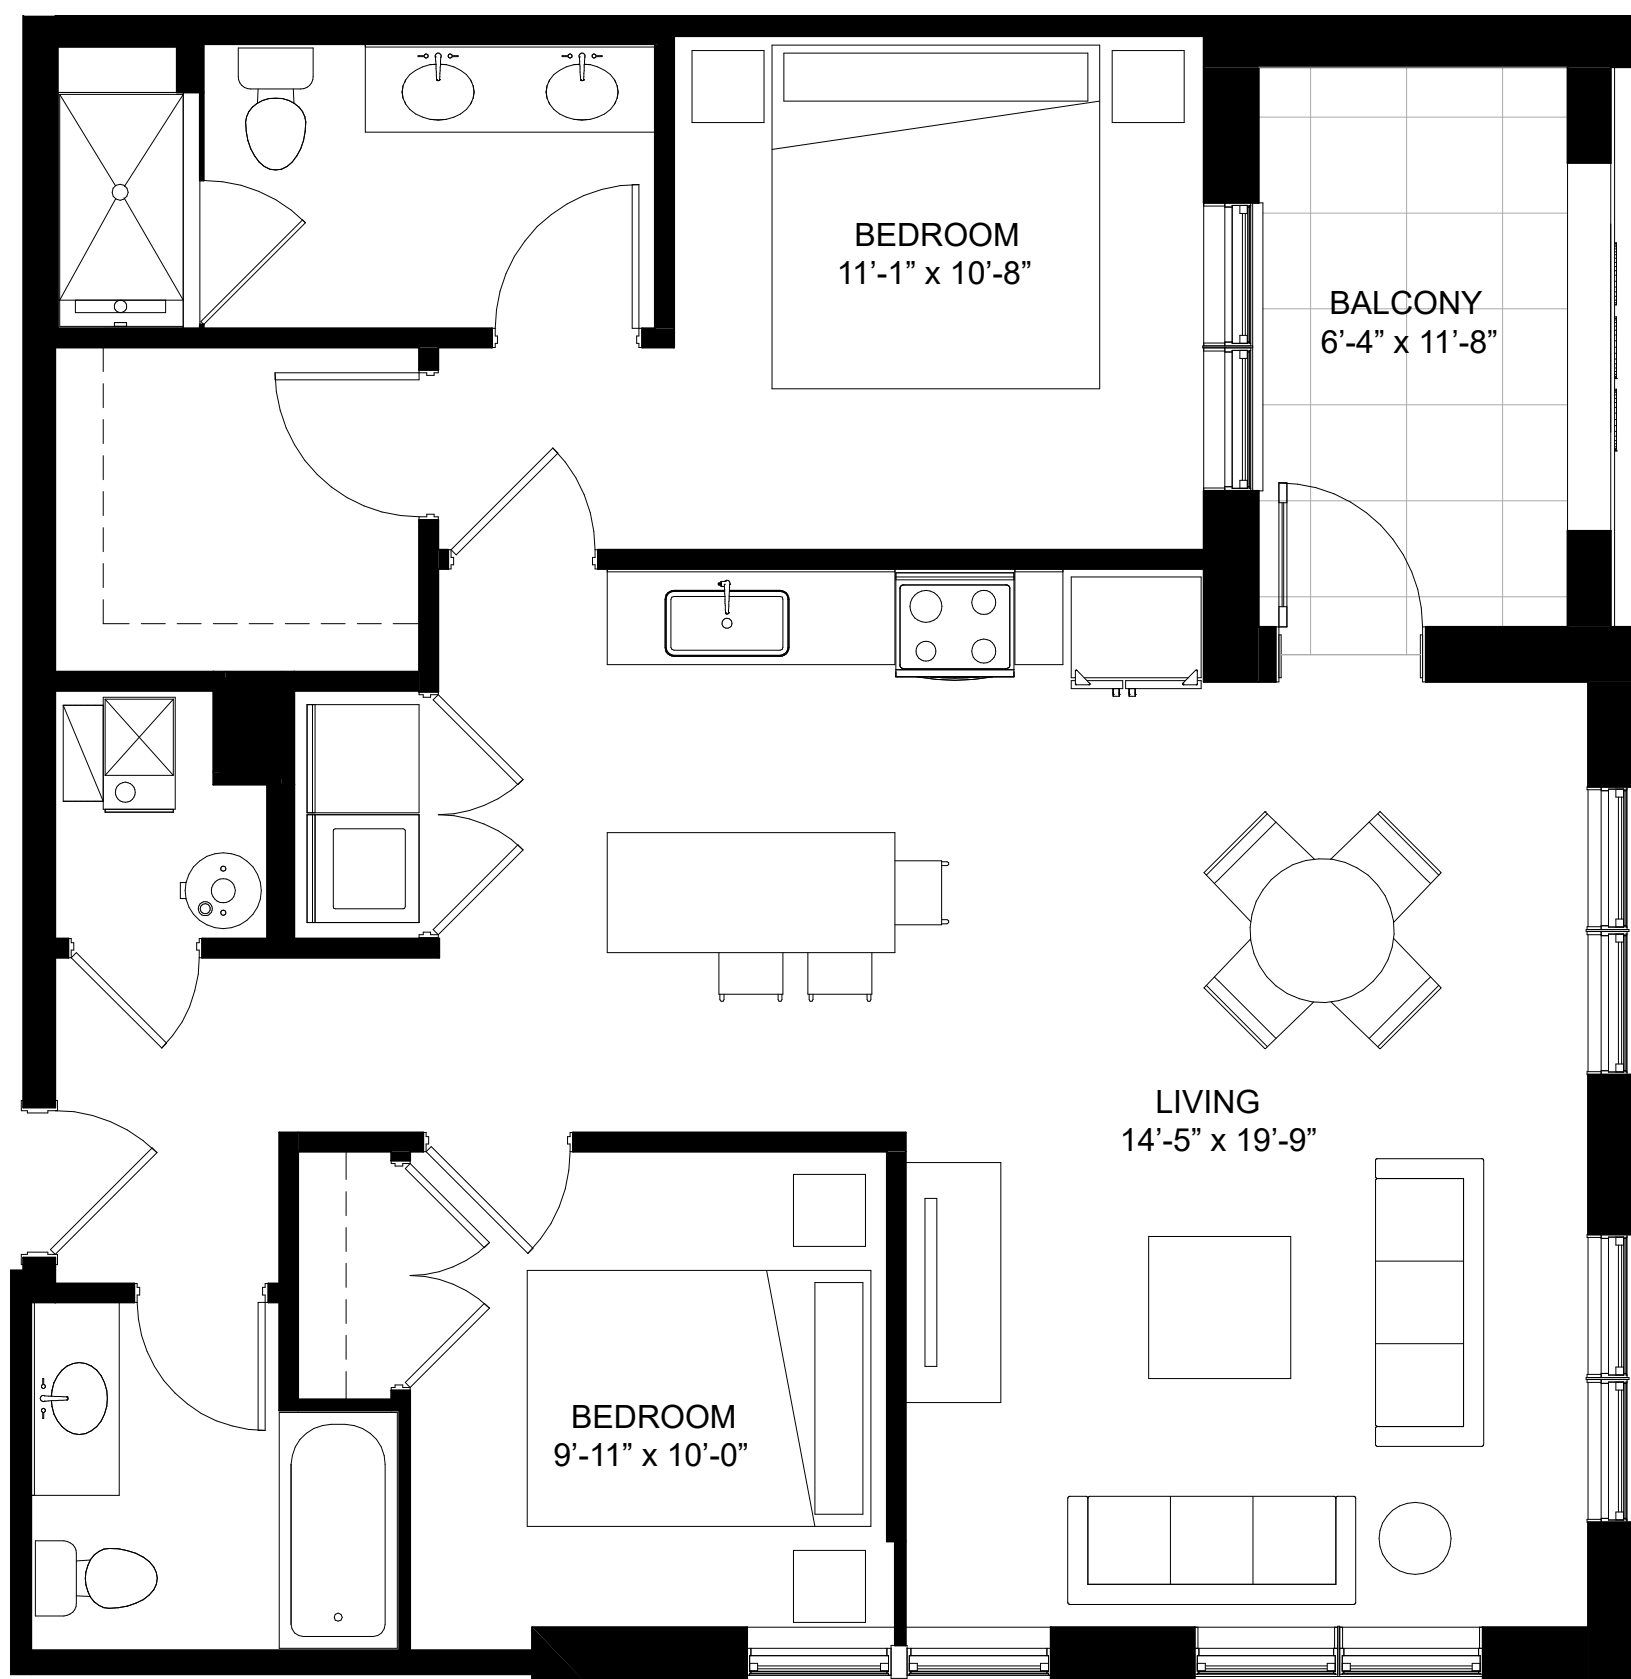 BEDROOM
11’-1” x 10’-8”
BALCONY
6’-4” x 11’-8”
LIVING
14’-5” x 19’-9”
BEDROOM
9’-11” x 10’-0”